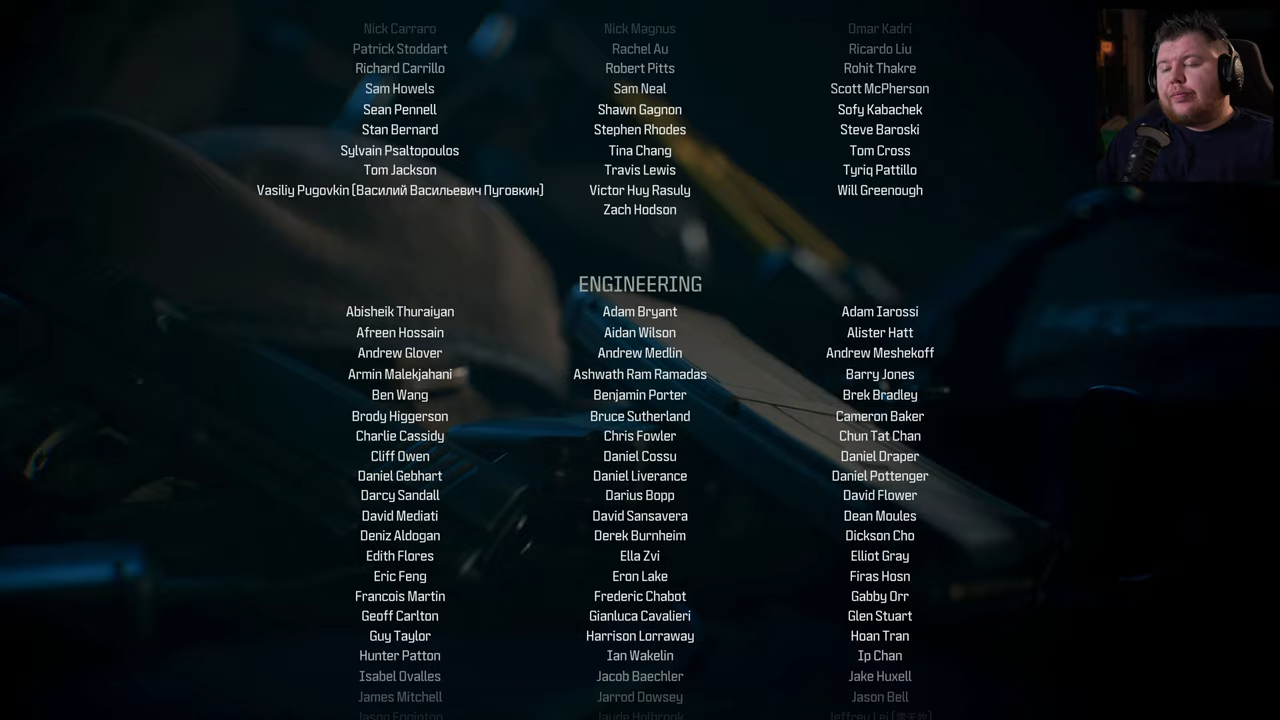 Nick Carraro Nick Magnus Omar Kadri
Patrick Stoddart Rachel Au Ricardo Liu
Richard Carrillo Robert Pitts Rohit Thakre
Sam Howels Sam Neal Scott McPherson
Sean Pennell Shawn Gagnon Sofy Kabachek
Stan Bernard Stephen Rhodes Steve Baroski
Sylvain Psaltopoulos Tina Chang Tom Cross
Tom Jackson Travis Lewis Tyriq Pattillo
Vasiliy Pugovkin (Василий Васильевич Пуговкин) Victor Huy Rasuly Will Greenough
Zach Hodson
ENGINEERING
Abisheik Thuraiyan Adam Bryant Adam Iarossi
Afreen Hossain Aidan Wilson Alister Hatt
Andrew Glover Andrew Medlin Andrew Meshekoff
Armin Malekjahani Ashwath Ram Ramadas Barry Jones
Ben Wang Benjamin Porter Brek Bradley
Brody Higgerson Bruce Sutherland Cameron Baker
Charlie Cassidy Chris Fowler Chun Tat Chan
Cliff Owen Daniel Cossu Daniel Draper
Daniel Gebhart Daniel Liverance Daniel Pottenger
Darcy Sandall Darius Bopp David Flower
David Mediati David Sansavera Dean Moules
Deniz Aldogan Derek Burnheim Dickson Cho
Edith Flores Ella Zvi Elliot Gray
Eric Feng Eron Lake Firas Hosn
Francois Martin Frederic Chabot Gabby Orr
Geoff Carlton Gianluca Cavalieri Glen Stuart
Guy Taylor Harrison Lorraway Hoan Tran
Hunter Patton Ian Wakelin Ip Chan
Isabel Ovalles Jacob Baechler Jake Huxell
James Mitchell Jarrod Dowsey Jason Bell